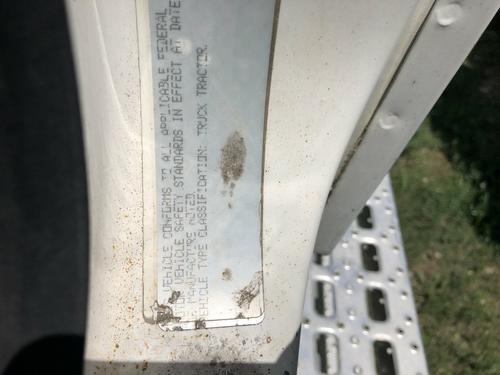 VEHICLE CONFORMS TO ALL APPLICABLE FEDERAL
VEHICLE SAFETY STANDARDS IN EFFECT AT DATE
MANUFACTURE NOTED.
VEHICLE TYPE CLASSIFICATION: TRUCK TRACTOR.